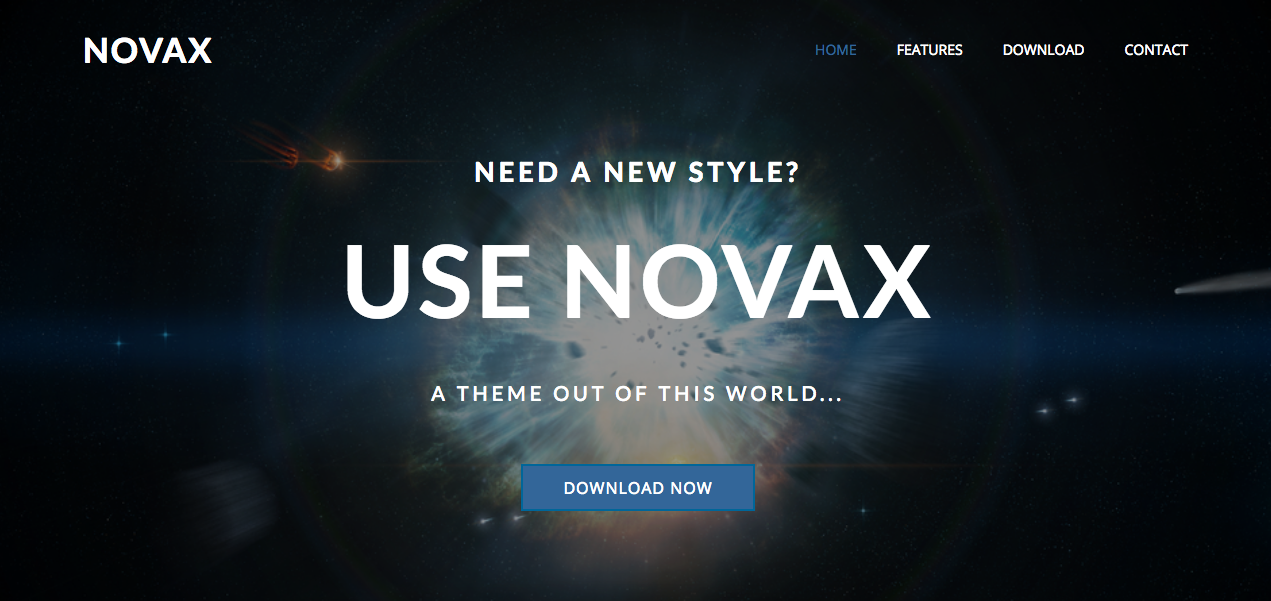 NOVAX
HOME FEATURES DOWNLOAD CONTACT
NEED A NEW STYLE?
USE NOVAX
A THEME OUT OF THIS WORLD...
DOWNLOAD NOW